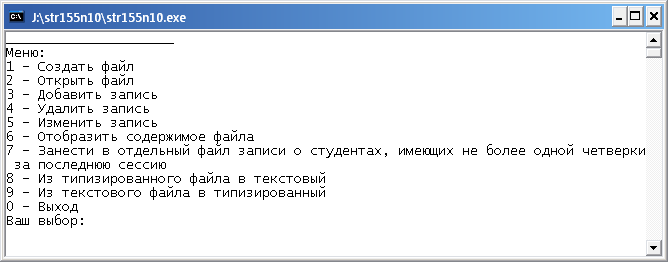 J:\str155n10\str155n10.exe
Меню:
1 - Создать файл
2 - Открыть файл
3 - Добавить запись
4 - Удалить запись
5 - Изменить запись
6 - Отобразить содержимое файла
7 - Занести в отдельный файл записи о студентах, имеющих не более одной четверки
за последнюю сессию
8 - Из типизированного файла в текстовый
9 - Из текстового файла в типизированный
0 - Выход
Ваш выбор: